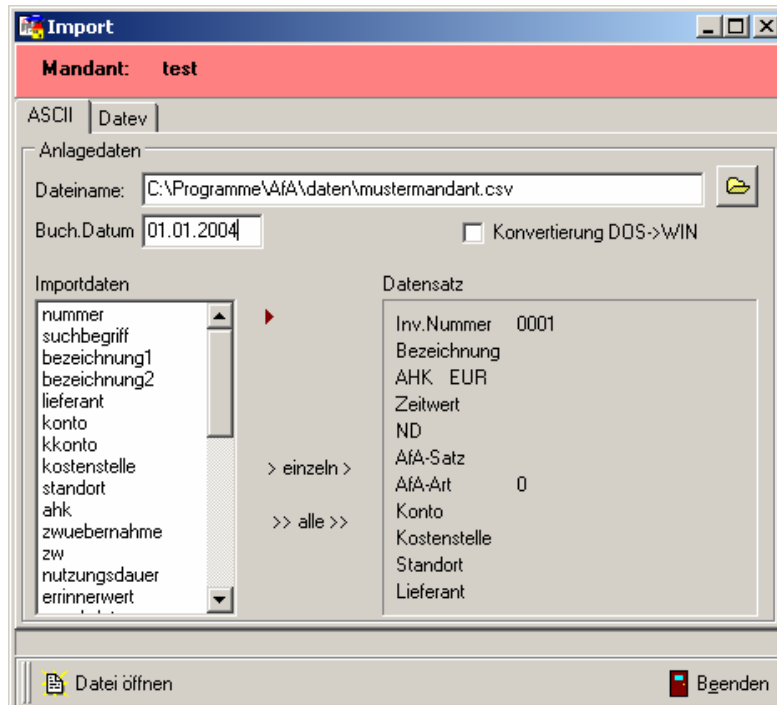 Import
Mandant: test
ASCII Datev
Anlagedaten
Dateiname: C:\Programme\AfA\daten\mustermandant.csv
Buch.Datum 01.01.2004 Konvertierung DOS->WIN
Importdaten
nummer
suchbegriff
bezeichnung1
bezeichnung2
lieferant
konto
kkonto
kostenstelle
standort
ahk
zwuebernahme
zw
nutzungsdauer
errinnerwert
> einzeln >
>> alle >>
Datensatz
Inv.Nummer 0001
Bezeichnung
AHK EUR
Zeitwert
ND
AfA-Satz
AfA-Art 0
Konto
Kostenstelle
Standort
Lieferant
Datei öffnen Beenden